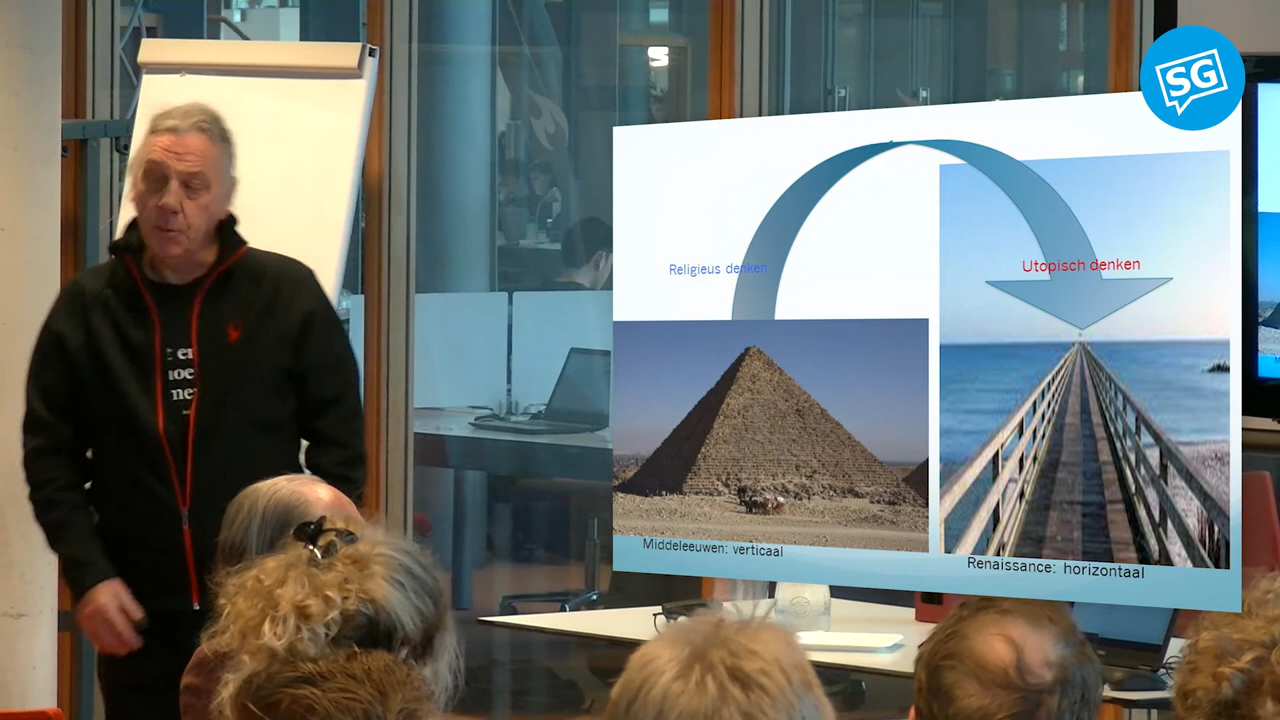 SG
Religieus denken
Utopisch denken
Middeleeuwen: verticaal
Renaissance: horizontaal